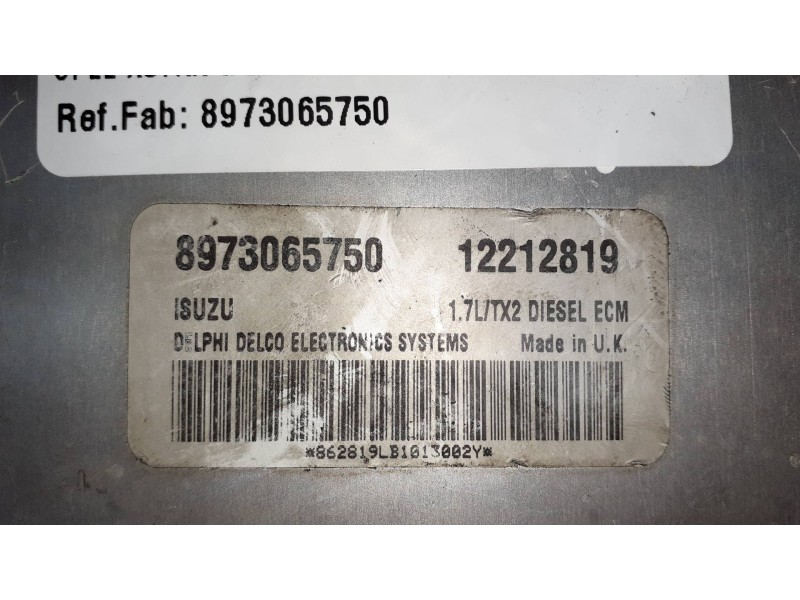 Ref.Fab: 8973065750
8973065750 12212819
ISUZU 1.7L/TX2 DIESEL ECM
DELPHI DELCO ELECTRONICS SYSTEMS Made in U.K.
*862819LB1013002Y*